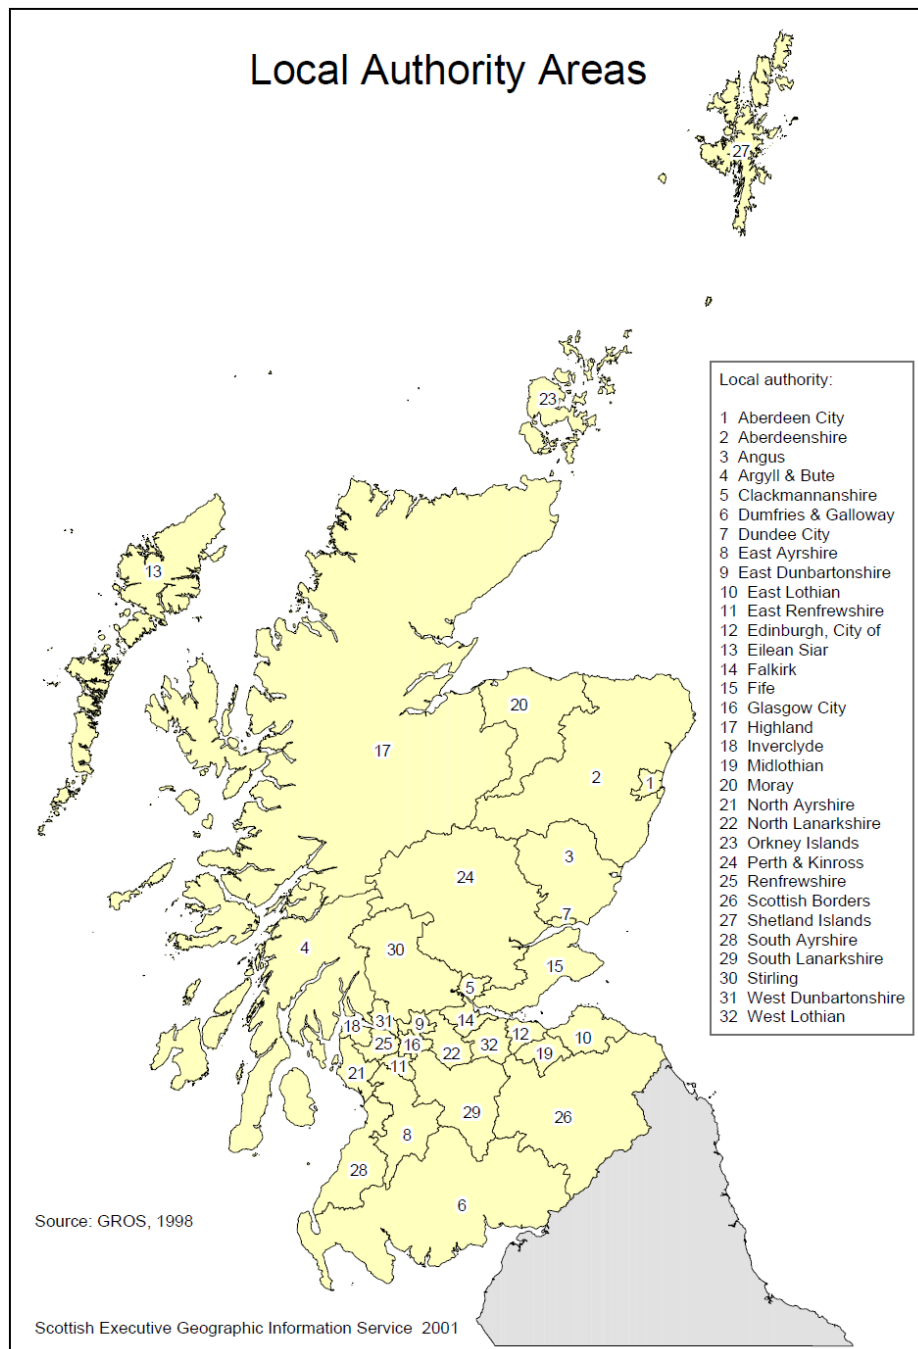 Local Authority Areas
27
23
13
20
17
2
1
3
24
7
4
30
15
5
18
31
9
14
12
10
25
16
22
32
19
21
11
29
26
8
28
6
Local authority:
1 Aberdeen City
2 Aberdeenshire
3 Angus
4 Argyll & Bute
5 Clackmannanshire
6 Dumfries & Galloway
7 Dundee City
8 East Ayrshire
9 East Dunbartonshire
10 East Lothian
11 East Renfrewshire
12 Edinburgh, City of
13 Eilean Siar
14 Falkirk
15 Fife
16 Glasgow City
17 Highland
18 Inverclyde
19 Midlothian
20 Moray
21 North Ayrshire
22 North Lanarkshire
23 Orkney Islands
24 Perth & Kinross
25 Renfrewshire
26 Scottish Borders
27 Shetland Islands
28 South Ayrshire
29 South Lanarkshire
30 Stirling
31 West Dunbartonshire
32 West Lothian
Source: GROS, 1998
Scottish Executive Geographic Information Service 2001